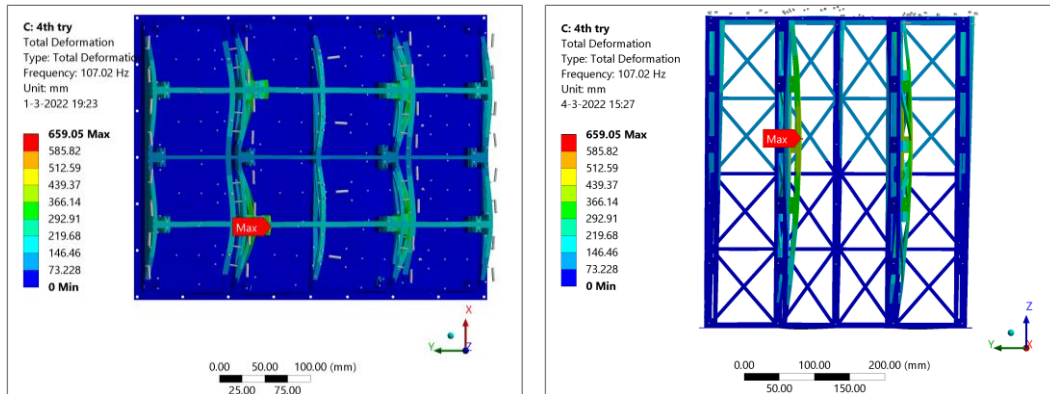 C: 4th try
Total Deformation
Type: Total Deformatio
Frequency: 107.02 Hz
Unit: mm
1-3-2022 19:23
659.05 Max
585.82
512.59
439.37
366.14
292.91
219.68
146.46
73.228
0 Min
Max
X
Y
Z
0.00 50.00 100.00 (mm)
25.00 75.00
C: 4th try
Total Deformation
Type: Total Deformation
Frequency: 107.02 Hz
Unit: mm
4-3-2022 15:27
659.05 Max
585.82
512.59
439.37
366.14
292.91
219.68
146.46
73.228
0 Min
Max
Z
Y
X
0.00 100.00 200.00 (mm)
50.00 150.00